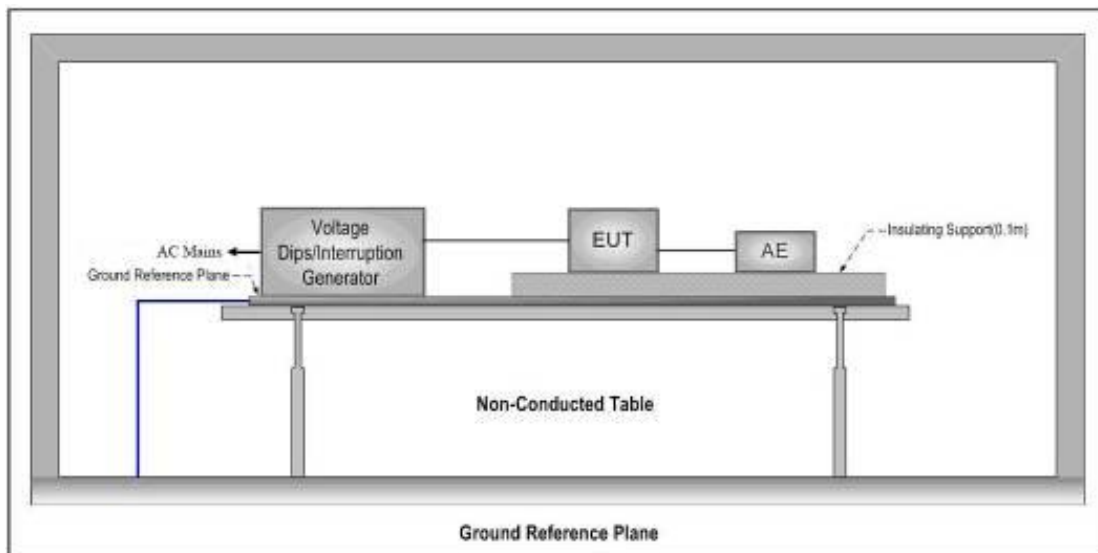 Voltage
Dips/Interruption
Generator
EUT
AE
Insulating Support(0.1m)
AC Mains
Ground Reference Plane
Non-Conducted Table
Ground Reference Plane